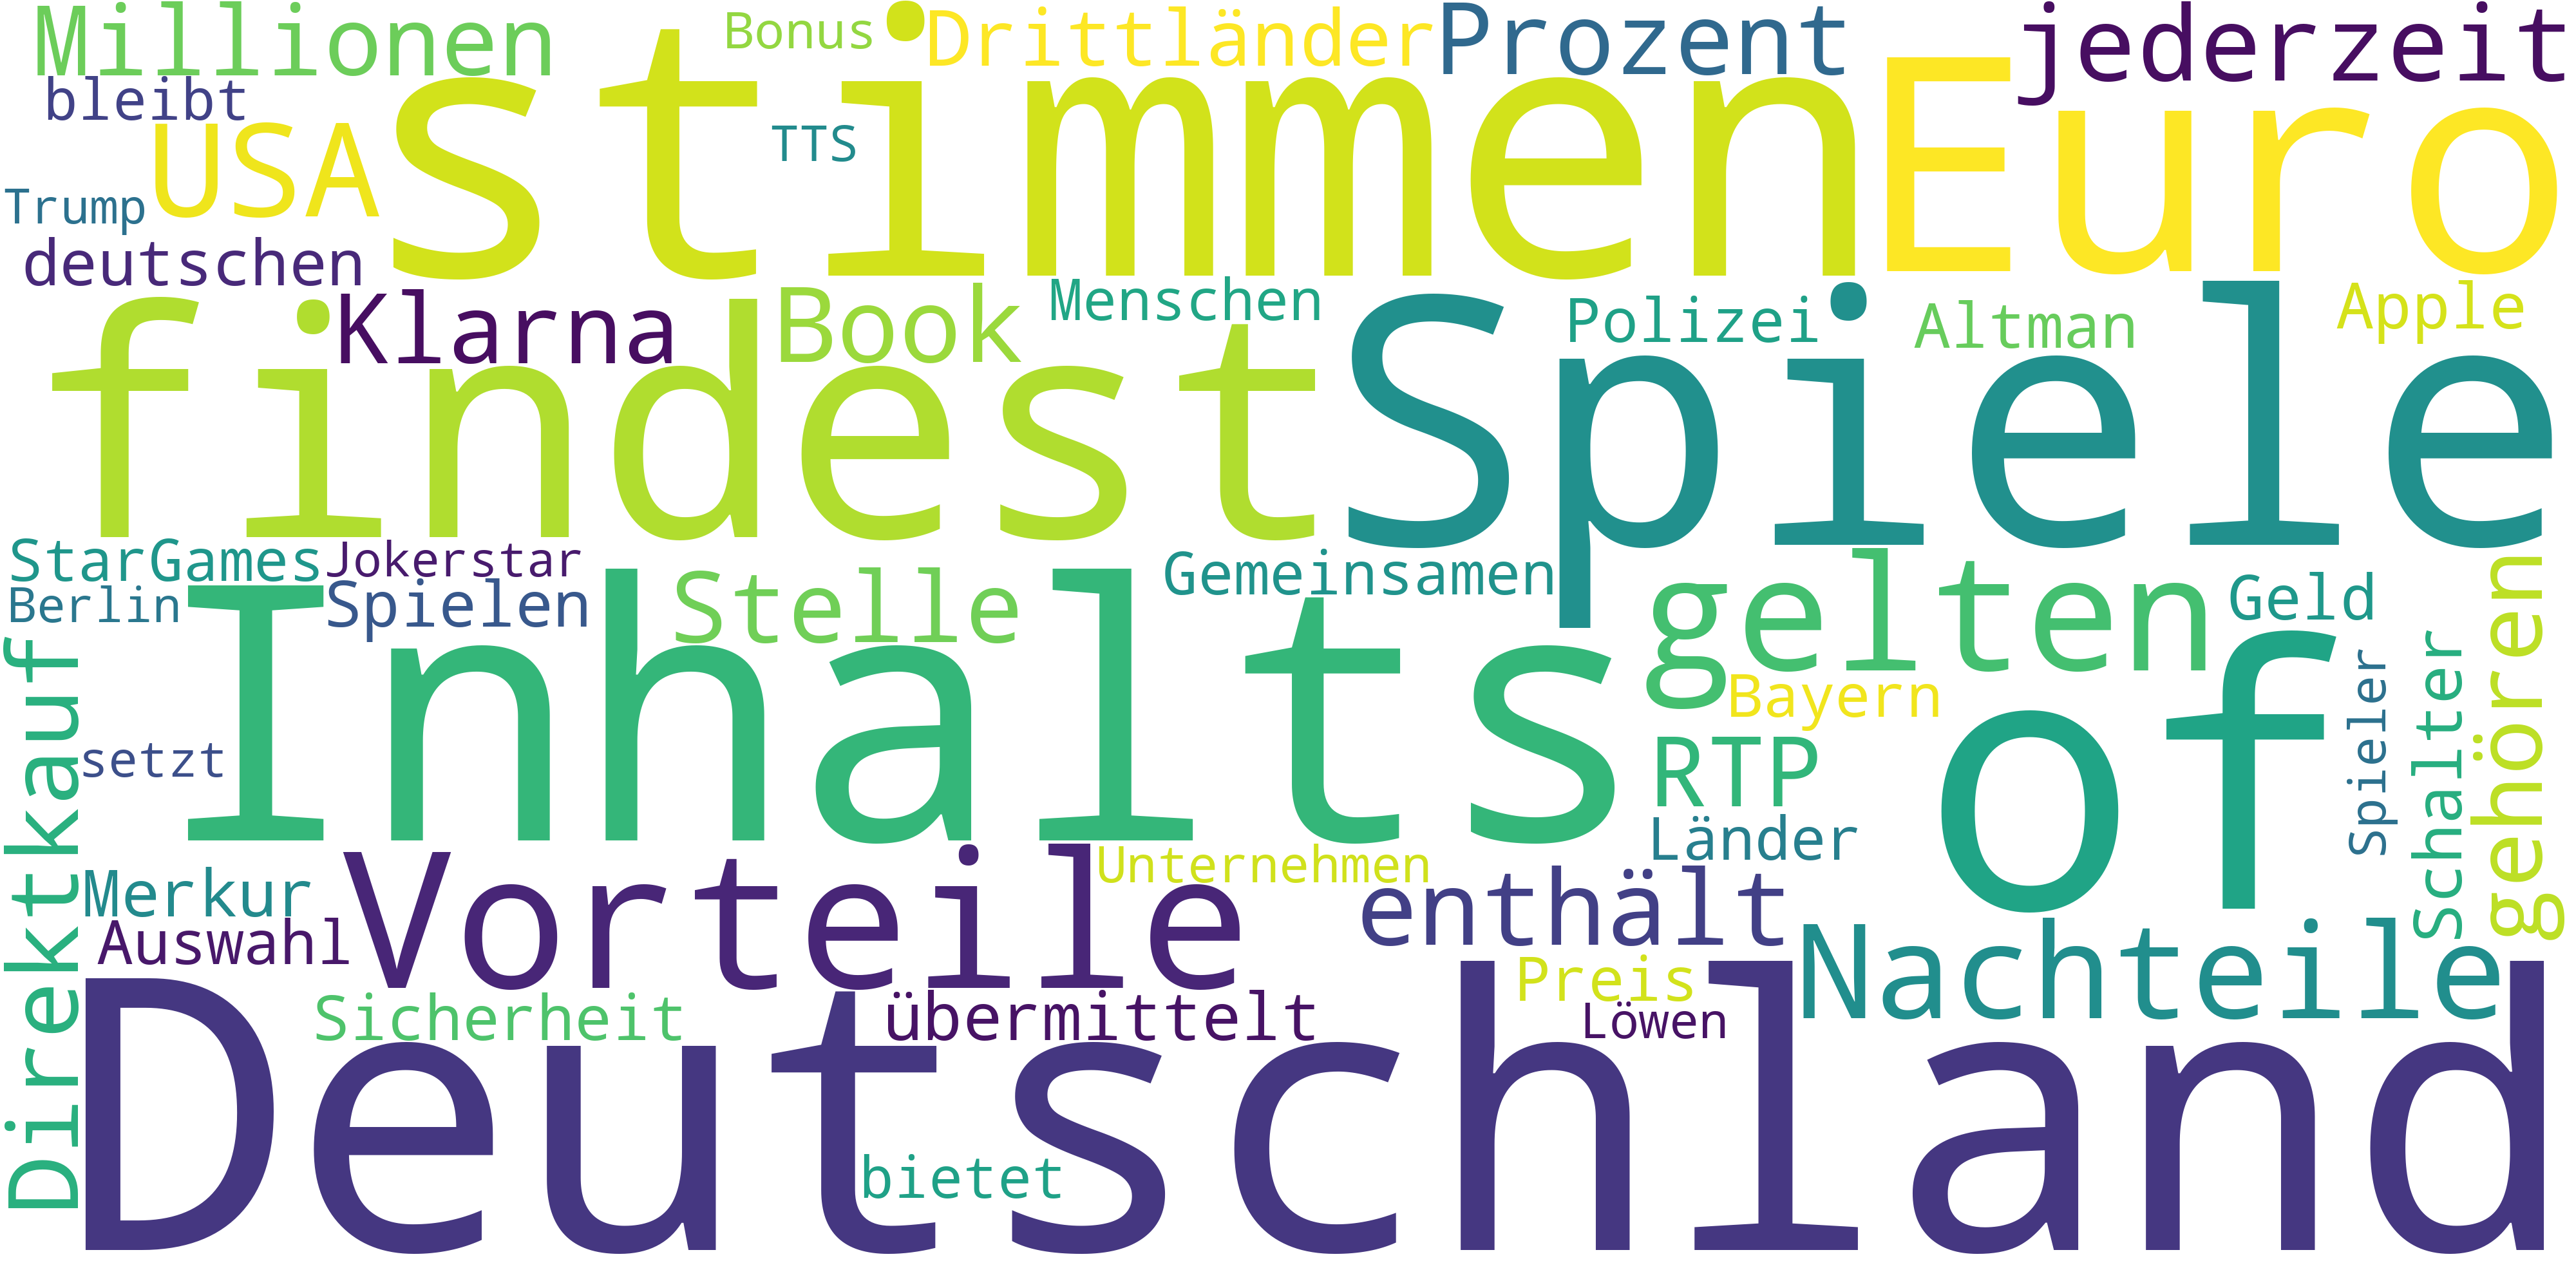 Millionen
Bonus
Drittländer
Prozent
jederzeit
bleibt
stimmen
Euro
USA
TTS
Trump
deutschen
Klarna
Book
Menschen
Polizei
Altman
Apple
findest
Spiele
StarGames
Jokerstar
Gemeinsamen
Berlin
Spielen
Stelle
gelten
Geld
gehören
Inhalts
of
Direktkauf
setzt
Bayern
RTP
Spieler
Schalter
Länder
Merkur
Vorteile
Unternehmen
enthält
Auswahl
Nachteile
Preis
Sicherheit
übermittelt
Löwen
Deutschland
bietet